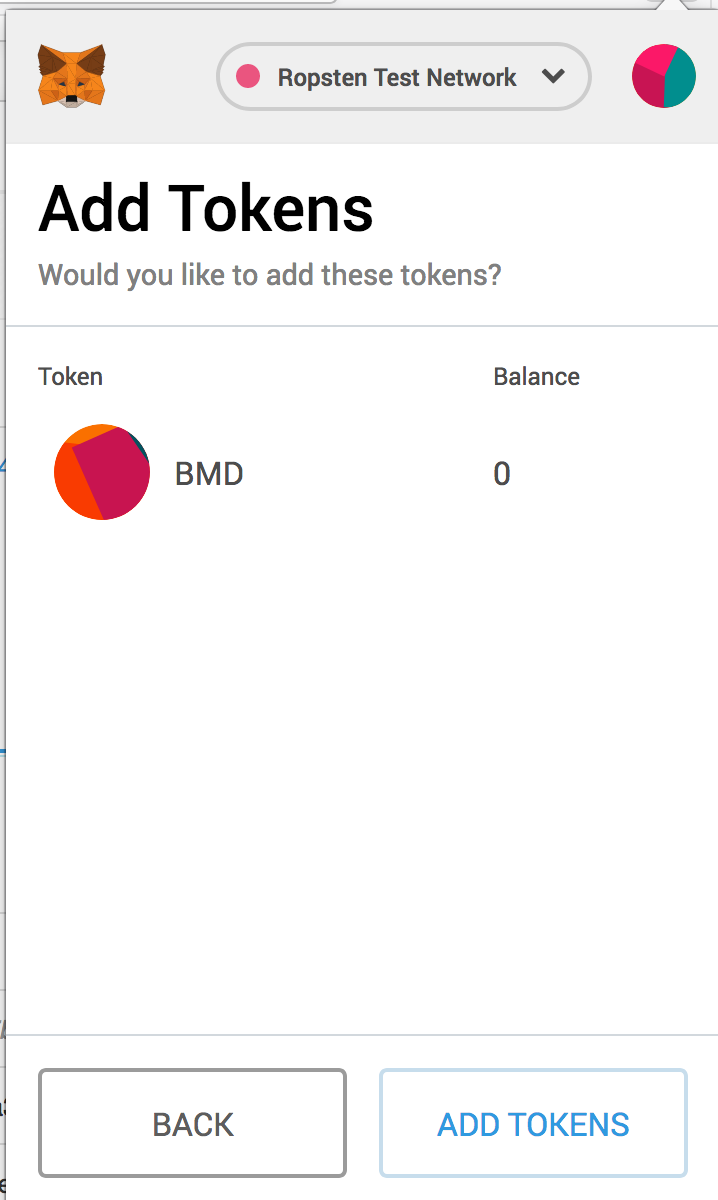 Ropsten Test Network
Add Tokens
Would you like to add these tokens?
Token Balance
BMD 0
BACK ADD TOKENS